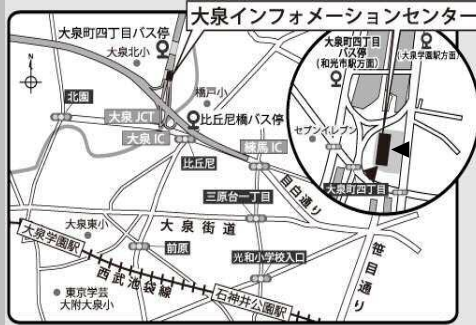 大泉インフォメーションセンター
大泉町四丁目バス停
大泉北小
N
橋戸小
北園
大泉JCT
比丘尼橋バス停
大泉IC
練馬IC
比丘尼
目白通り
三原台一丁目
大泉東小
大泉街道
大泉学園駅
前原
光和小学校入口
笹目通り
西武池袋線
東京学芸
大附大泉小
石神井公園駅
大泉町四丁目
バス停
(和光市駅方面)
(大泉学園駅方面)
セブンイレブン
大泉町四丁目